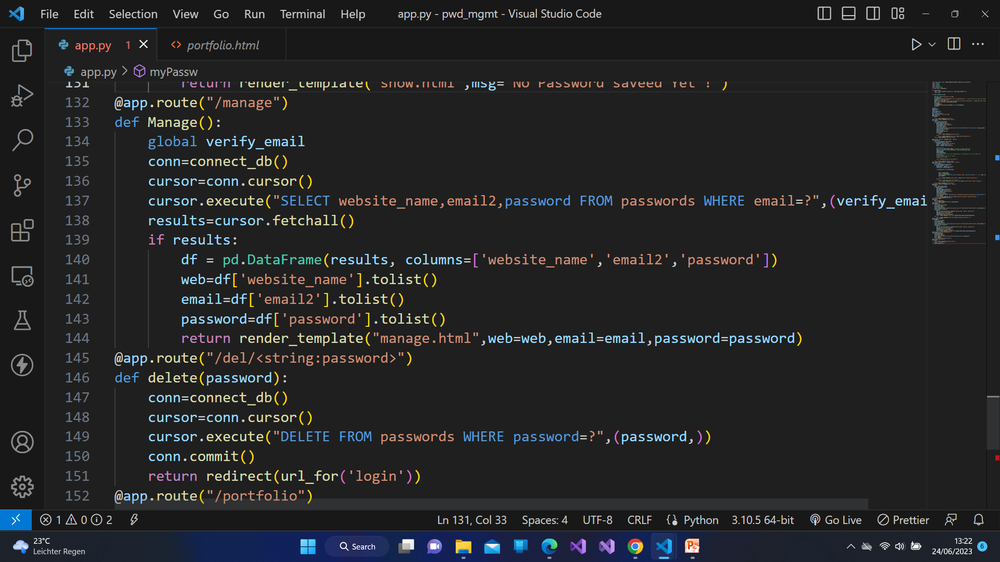 File Edit Selection View Go Run Terminal Help app.py - pwd_mgmt - Visual Studio Code
app.py 1 portfolio.html
app.py > myPassw
131 return render_template("show.html",msg="No Password saveed Yet !")
132 @app.route("/manage")
133 def Manage():
134 global verify_email
135 conn=connect_db()
136 cursor=conn.cursor()
137 cursor.execute("SELECT website_name,email2,password FROM passwords WHERE email=?",(verify_emai
138 results=cursor.fetchall()
139 if results:
140 df = pd.DataFrame(results, columns=['website_name','email2','password'])
141 web=df['website_name'].tolist()
142 email=df['email2'].tolist()
143 password=df['password'].tolist()
144 return render_template("manage.html",web=web,email=email,password=password)
145 @app.route("/del/<string:password>")
146 def delete(password):
147 conn=connect_db()
148 cursor=conn.cursor()
149 cursor.execute("DELETE FROM passwords WHERE password=?",(password,))
150 conn.commit()
151 return redirect(url_for('login'))
152 @app.route("/portfolio")
1 0 2 Ln 131, Col 33 Spaces: 4 UTF-8 CRLF Python 3.10.5 64-bit Go Live Prettier
23°C
Leichter Regen
Search
13:22
24/06/2023
6